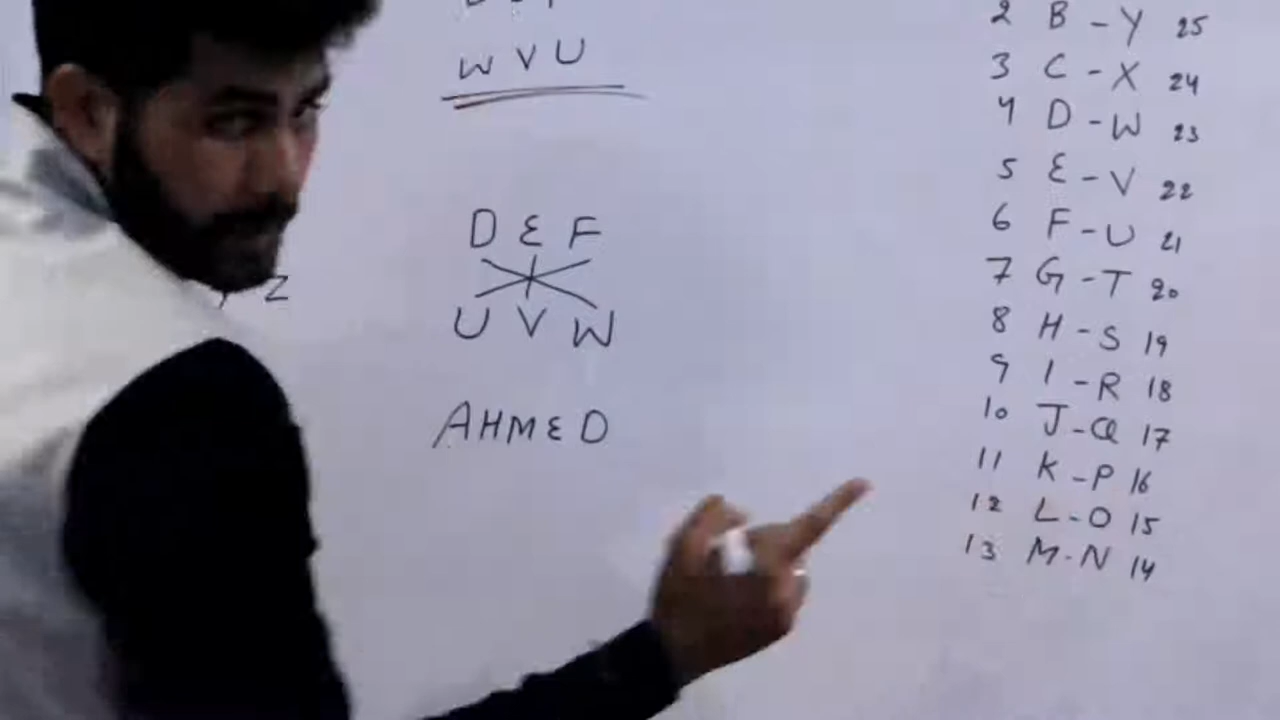 W V U
Z
D E F
U V W
AHMED
2 B - Y 25
3 C - X 24
4 D - W 23
5 E - V 22
6 F - U 21
7 G - T 20
8 H - S 19
9 I - R 18
10 J - Q 17
11 K - P 16
12 L - O 15
13 M - N 14